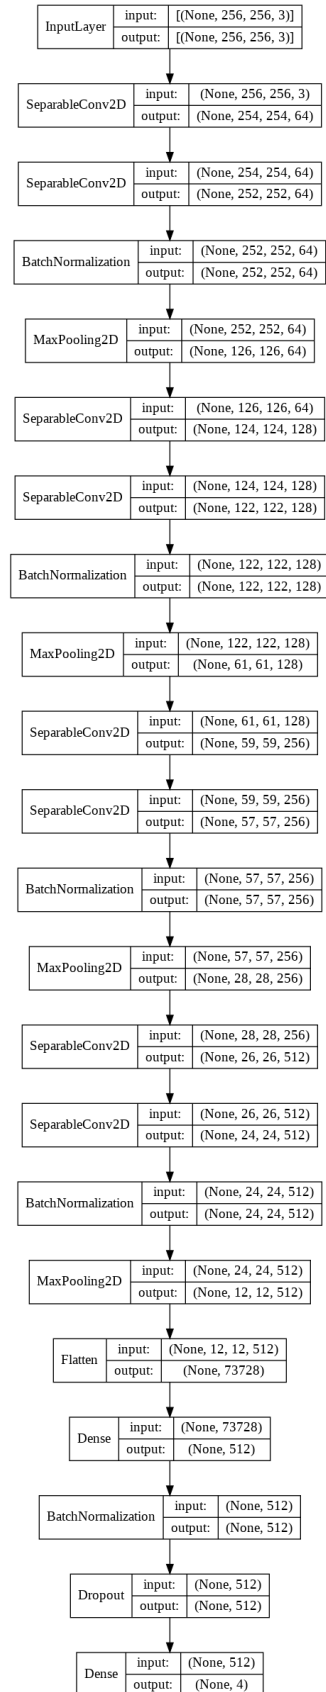 InputLayer input: [(None, 256, 256, 3)]
output: [(None, 256, 256, 3)]
SeparableConv2D input: (None, 256, 256, 3)
output: (None, 254, 254, 64)
SeparableConv2D input: (None, 254, 254, 64)
output: (None, 252, 252, 64)
BatchNormalization input: (None, 252, 252, 64)
output: (None, 252, 252, 64)
MaxPooling2D input: (None, 252, 252, 64)
output: (None, 126, 126, 64)
SeparableConv2D input: (None, 126, 126, 64)
output: (None, 124, 124, 128)
SeparableConv2D input: (None, 124, 124, 128)
output: (None, 122, 122, 128)
BatchNormalization input: (None, 122, 122, 128)
output: (None, 122, 122, 128)
MaxPooling2D input: (None, 122, 122, 128)
output: (None, 61, 61, 128)
SeparableConv2D input: (None, 61, 61, 128)
output: (None, 59, 59, 256)
SeparableConv2D input: (None, 59, 59, 256)
output: (None, 57, 57, 256)
BatchNormalization input: (None, 57, 57, 256)
output: (None, 57, 57, 256)
MaxPooling2D input: (None, 57, 57, 256)
output: (None, 28, 28, 256)
SeparableConv2D input: (None, 28, 28, 256)
output: (None, 26, 26, 512)
SeparableConv2D input: (None, 26, 26, 512)
output: (None, 24, 24, 512)
BatchNormalization input: (None, 24, 24, 512)
output: (None, 24, 24, 512)
MaxPooling2D input: (None, 24, 24, 512)
output: (None, 12, 12, 512)
Flatten input: (None, 12, 12, 512)
output: (None, 73728)
Dense input: (None, 73728)
output: (None, 512)
BatchNormalization input: (None, 512)
output: (None, 512)
Dropout input: (None, 512)
output: (None, 512)
Dense input: (None, 512)
output: (None, 4)